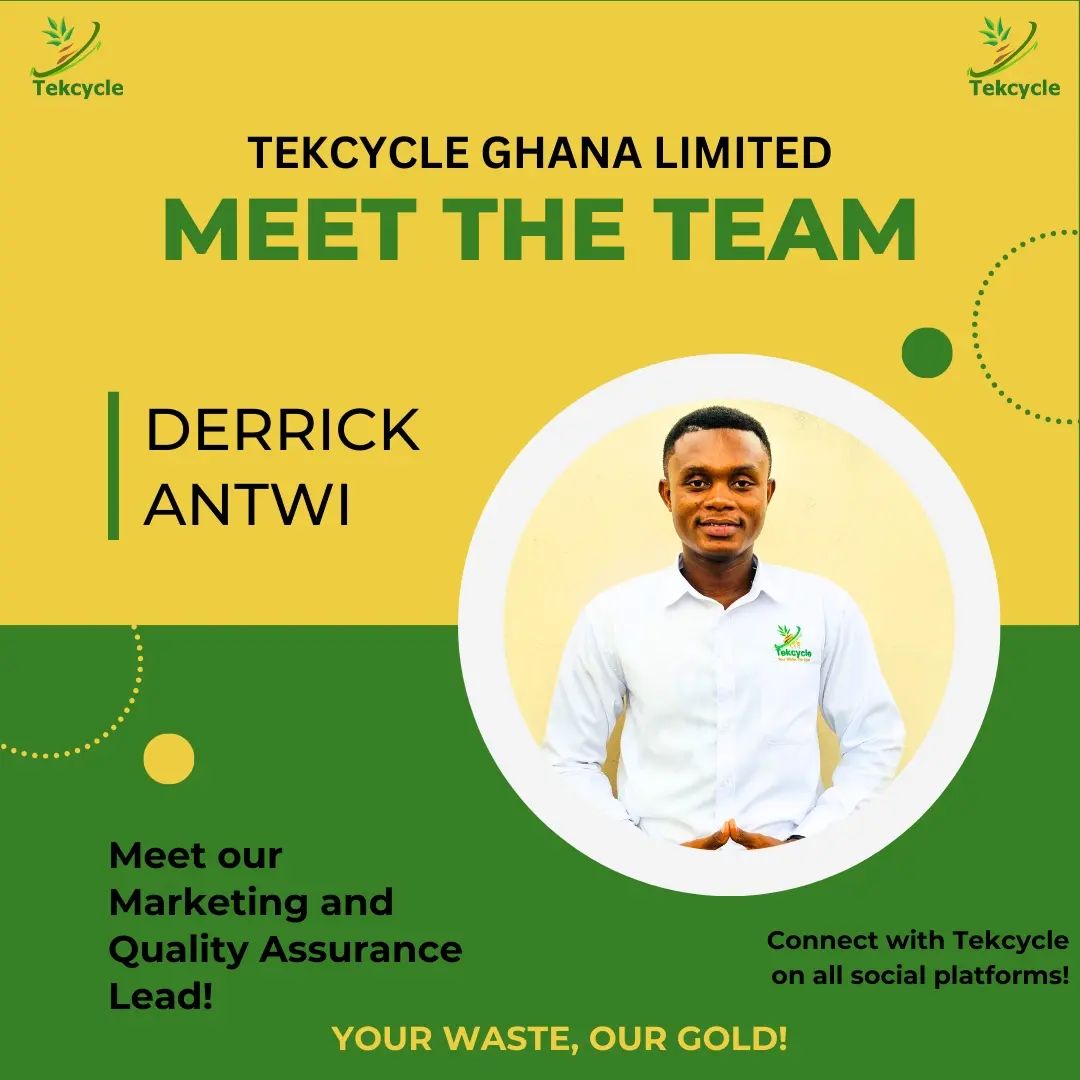 Tekcycle
Tekcycle
TEKCYCLE GHANA LIMITED
MEET THE TEAM
DERRICK
ANTWI
Tekcycle
Meet our
Marketing and
Quality Assurance
Lead!
Connect with Tekcycle
on all social platforms!
YOUR WASTE, OUR GOLD!